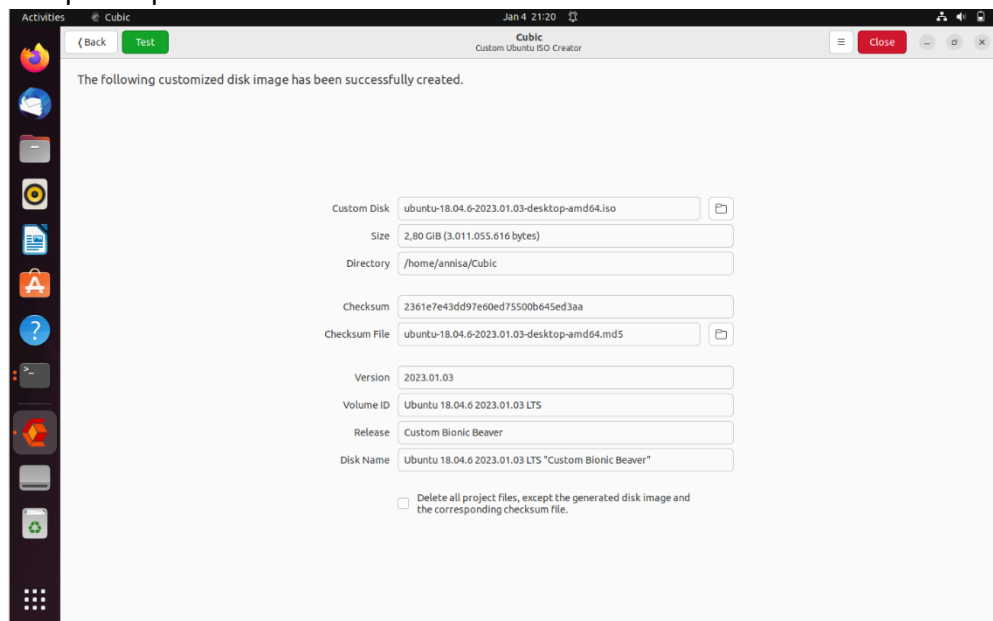 Activities Cubic Jan 4 21:20
Back Test Cubic Close
Custom Ubuntu ISO Creator
The following customized disk image has been successfully created.
Custom Disk ubuntu-18.04.6-2023.01.03-desktop-amd64.iso
Size 2,80 GiB (3.011.055.616 bytes)
Directory /home/annisa/Cubic
Checksum 2361e7e43dd97e60ed75500b645ed3aa
Checksum File ubuntu-18.04.6-2023.01.03-desktop-amd64.md5
Version 2023.01.03
Volume ID Ubuntu 18.04.6 2023.01.03 LTS
Release Custom Bionic Beaver
Disk Name Ubuntu 18.04.6 2023.01.03 LTS "Custom Bionic Beaver"
Delete all project files, except the generated disk image and
the corresponding checksum file.